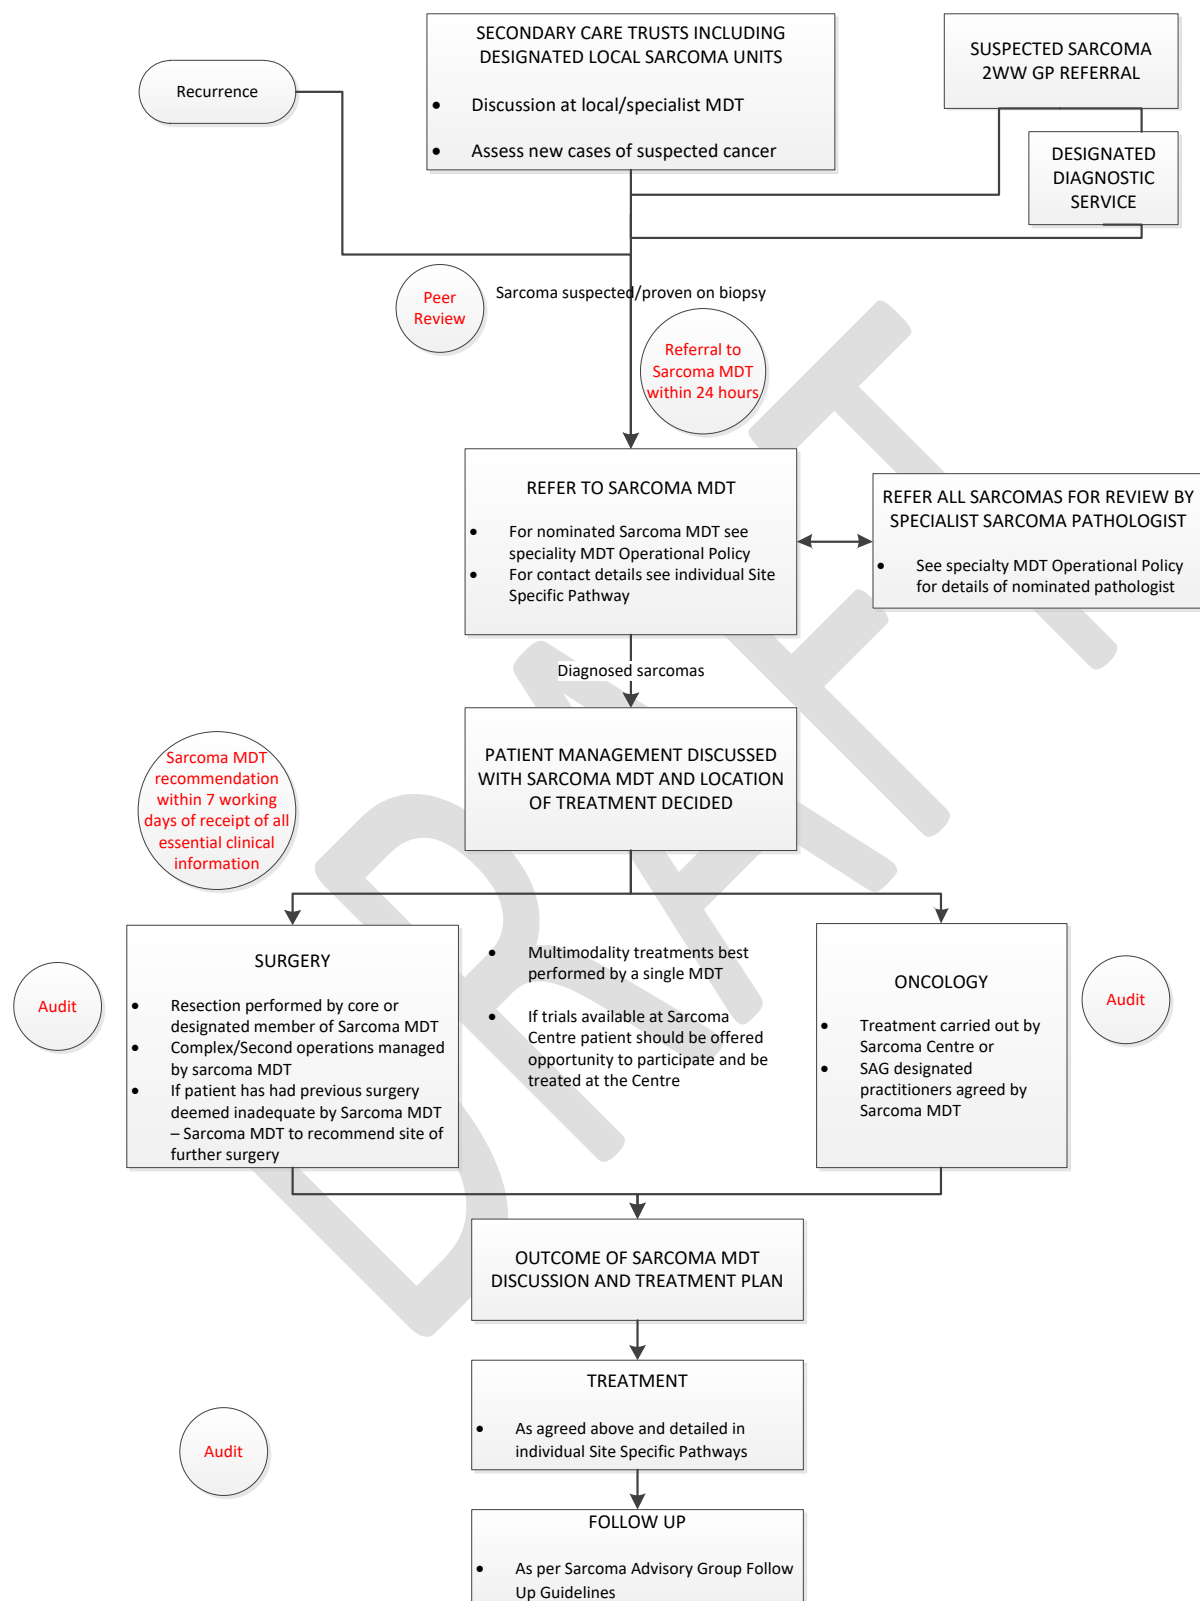 SECONDARY CARE TRUSTS INCLUDING
DESIGNATED LOCAL SARCOMA UNITS
• Discussion at local/specialist MDT
• Assess new cases of suspected cancer
SUSPECTED SARCOMA
2WW GP REFERRAL
Recurrence
DESIGNATED
DIAGNOSTIC
SERVICE
Peer
Review
Sarcoma suspected/proven on biopsy
Referral to
Sarcoma MDT
within 24 hours
REFER TO SARCOMA MDT
• For nominated Sarcoma MDT see
speciality MDT Operational Policy
• For contact details see individual Site
Specific Pathway
REFER ALL SARCOMAS FOR REVIEW BY
SPECIALIST SARCOMA PATHOLOGIST
• See specialty MDT Operational Policy
for details of nominated pathologist
Diagnosed sarcomas
PATIENT MANAGEMENT DISCUSSED
WITH SARCOMA MDT AND LOCATION
OF TREATMENT DECIDED
Sarcoma MDT
recommendation
within 7 working
days of receipt of all
essential clinical
information
Audit
SURGERY
• Resection performed by core or
designated member of Sarcoma MDT
• Complex/Second operations managed
by sarcoma MDT
• If patient has had previous surgery
deemed inadequate by Sarcoma MDT
– Sarcoma MDT to recommend site of
further surgery
• Multimodality treatments best
performed by a single MDT
• If trials available at Sarcoma
Centre patient should be offered
opportunity to participate and be
treated at the Centre
ONCOLOGY
• Treatment carried out by
Sarcoma Centre or
• SAG designated
practitioners agreed by
Sarcoma MDT
Audit
OUTCOME OF SARCOMA MDT
DISCUSSION AND TREATMENT PLAN
TREATMENT
• As agreed above and detailed in
individual Site Specific Pathways
Audit
FOLLOW UP
• As per Sarcoma Advisory Group Follow
Up Guidelines
DRAFT